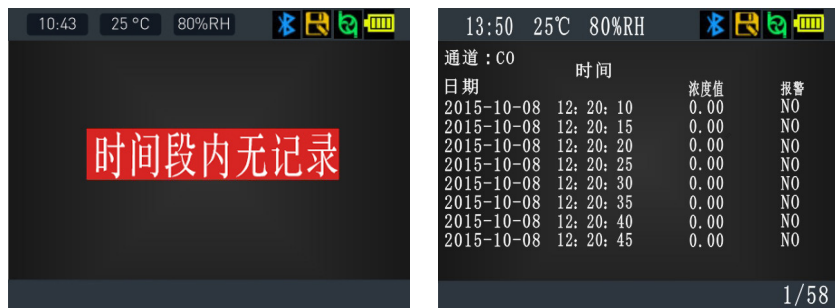 10:43 25°C 80%RH
时间段内无记录
13:50 25℃ 80%RH
通道：CO
时间
日期 浓度值 报警
2015-10-08 12: 20: 10 0.00 NO
2015-10-08 12: 20: 15 0.00 NO
2015-10-08 12: 20: 20 0.00 NO
2015-10-08 12: 20: 25 0.00 NO
2015-10-08 12: 20: 30 0.00 NO
2015-10-08 12: 20: 35 0.00 NO
2015-10-08 12: 20: 40 0.00 NO
2015-10-08 12: 20: 45 0.00 NO
1/58